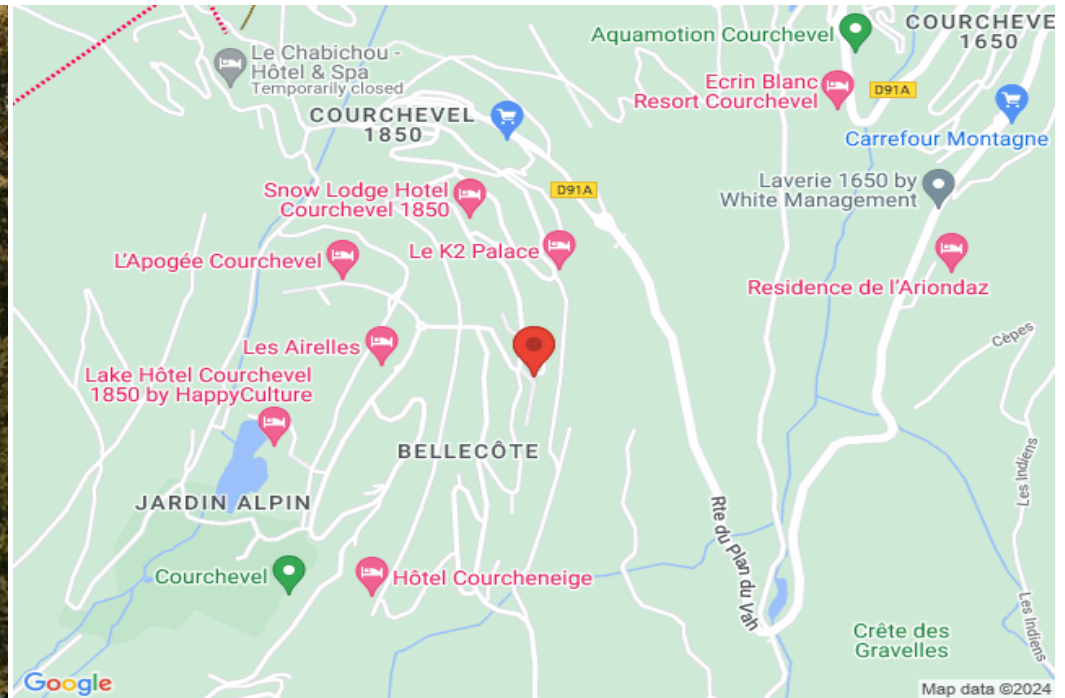 COURCHEVE
1650
Aquamotion Courchevel
Le Chabichou -
Hôtel & Spa
Temporarily closed
Ecrin Blanc
Resort Courchevel
D91A
COURCHEVEL
1850
Carrefour Montagne
Laverie 1650 by
White Management
Snow Lodge Hotel
Courchevel 1850
D91A
L'Apogée Courchevel
Le K2 Palace
Residence de l'Ariondaz
Cèpes
Les Airelles
Lake Hôtel Courchevel
1850 by HappyCulture
BELLECÔTE
Les Indiens
JARDIN ALPIN
Rte du Plan du Vah
Courchevel
Hôtel Courcheneige
Les Indiens
Crête des
Gravelles
Google
Map data ©2024